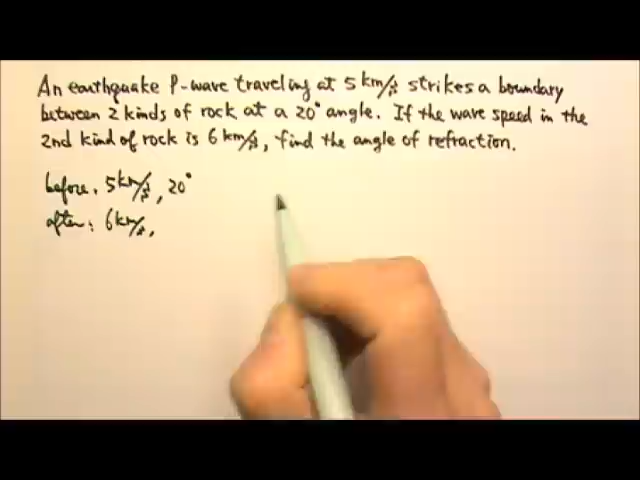 An earthquake P-wave traveling at 5 km/s strikes a boundary
between 2 kinds of rock at a 20° angle. If the wave speed in the
2nd kind of rock is 6 km/s, find the angle of refraction.
before: 5 km/s, 20°
after: 6 km/s,